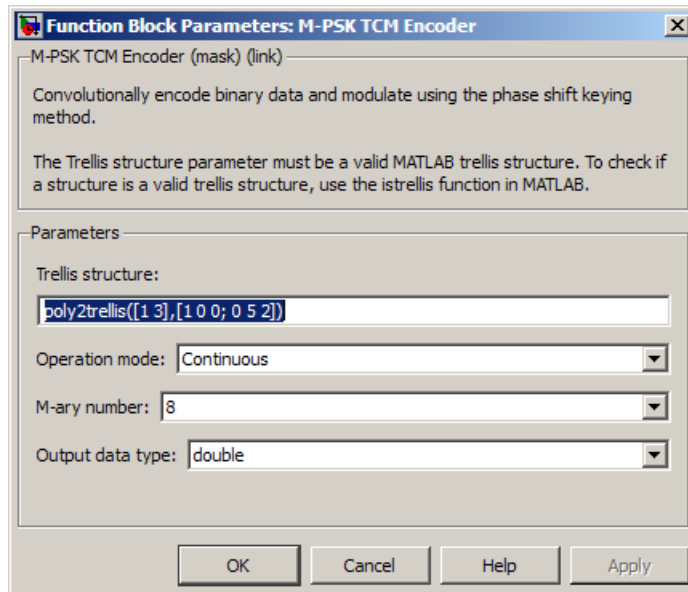 Function Block Parameters: M-PSK TCM Encoder
M-PSK TCM Encoder (mask) (link)
Convolutionally encode binary data and modulate using the phase shift keying
method.
The Trellis structure parameter must be a valid MATLAB trellis structure. To check if
a structure is a valid trellis structure, use the istrellis function in MATLAB.
Parameters
Trellis structure:
poly2trellis([1 3],[1 0 0; 0 5 2])
Operation mode: Continuous
M-ary number: 8
Output data type: double
OK Cancel Help Apply